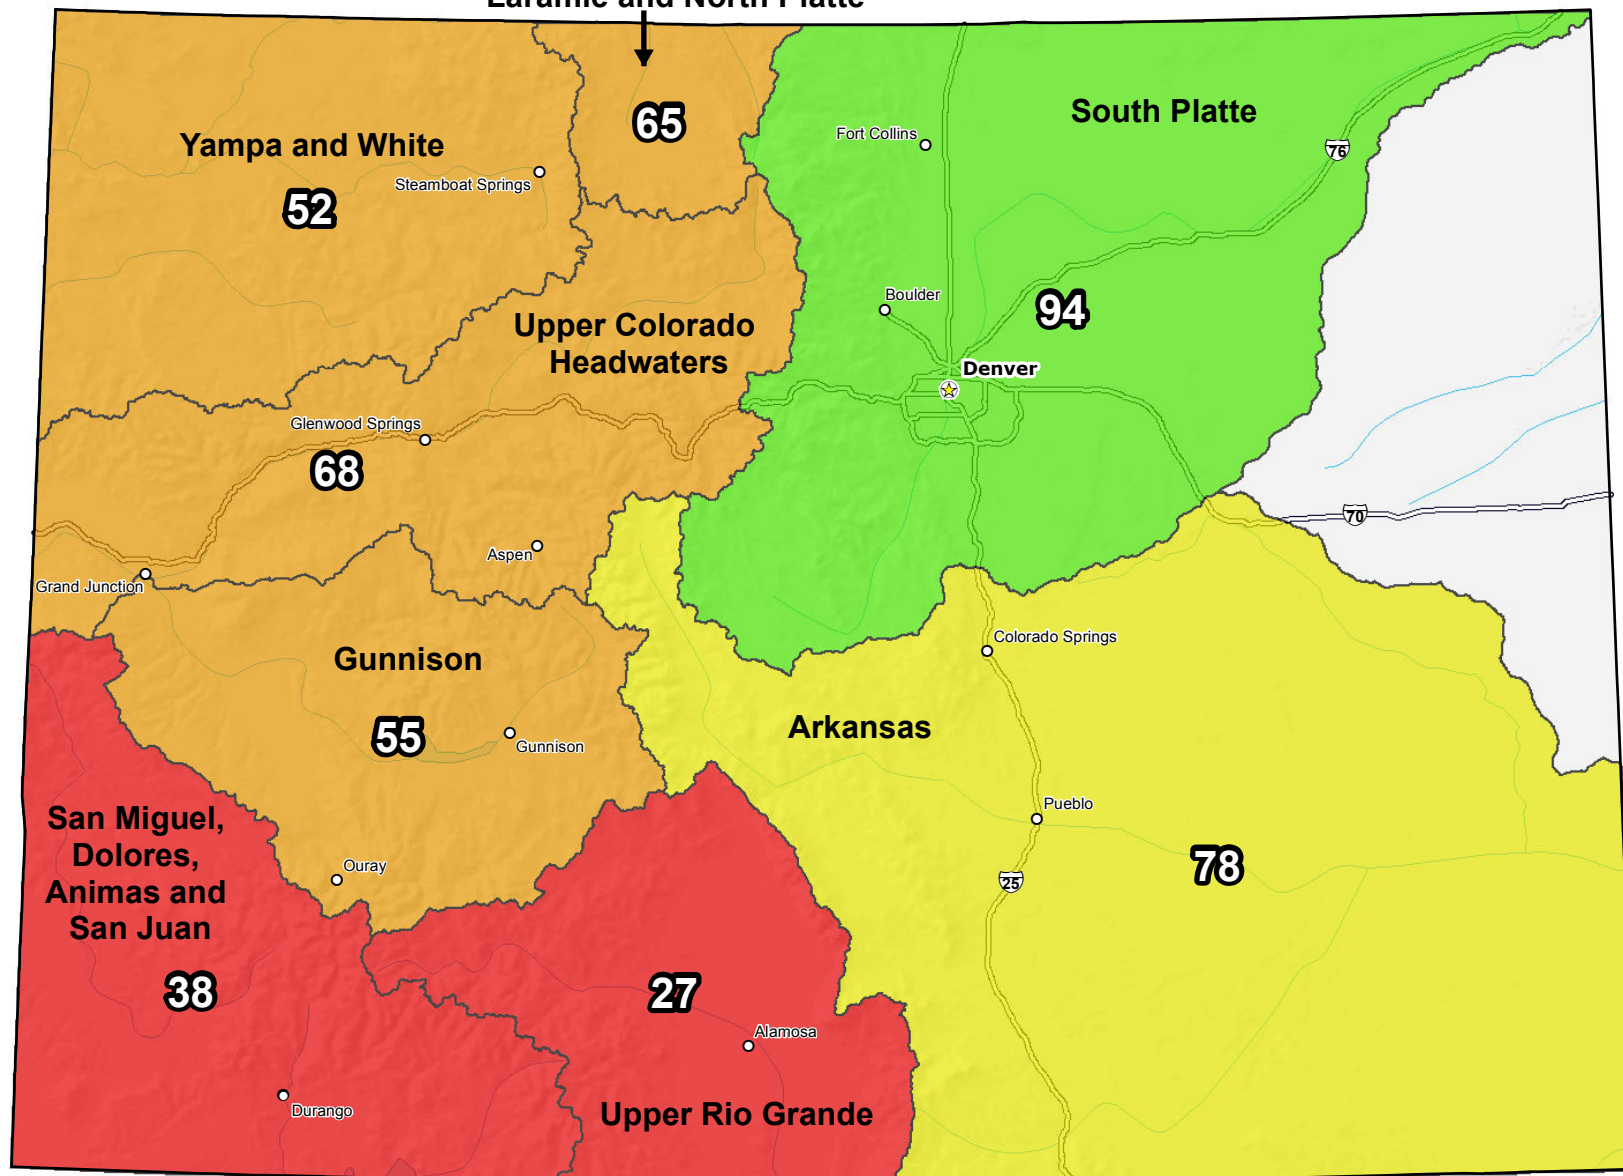 Laramie and North Platte
65
South Platte
Fort Collins
76
Yampa and White
Steamboat Springs
52
Boulder
94
Upper Colorado
Headwaters
Denver
Glenwood Springs
68
70
Aspen
Grand Junction
Colorado Springs
Gunnison
55
Gunnison
Arkansas
Pueblo
San Miguel,
Dolores,
Animas and
San Juan
Ouray
78
25
38
27
Alamosa
Durango
Upper Rio Grande